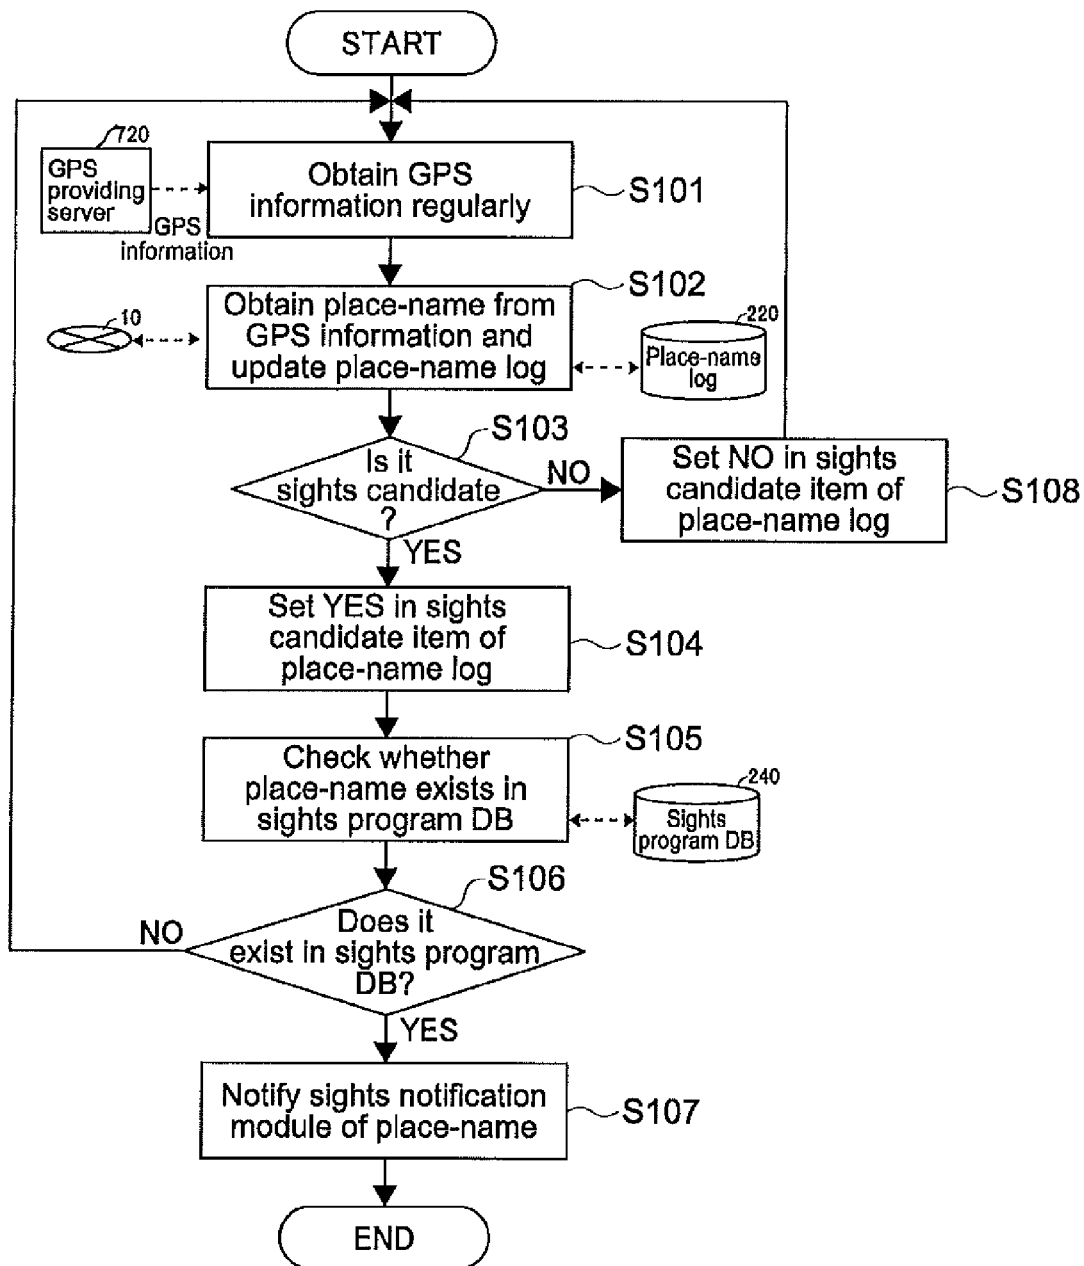 START
720
GPS
providing
server
GPS
information
Obtain GPS
information regularly
S101
S102
10
Obtain place-name from
GPS information and
update place-name log
220
Place-name
log
S103
Is it
sights candidate
?
NO
YES
Set NO in sights
candidate item of
place-name log
S108
Set YES in sights
candidate item of
place-name log
S104
S105
Check whether
place-name exists in
sights program DB
240
Sights
program DB
S106
Does it
exist in sights program
DB?
NO
YES
Notify sights notification
module of place-name
S107
END